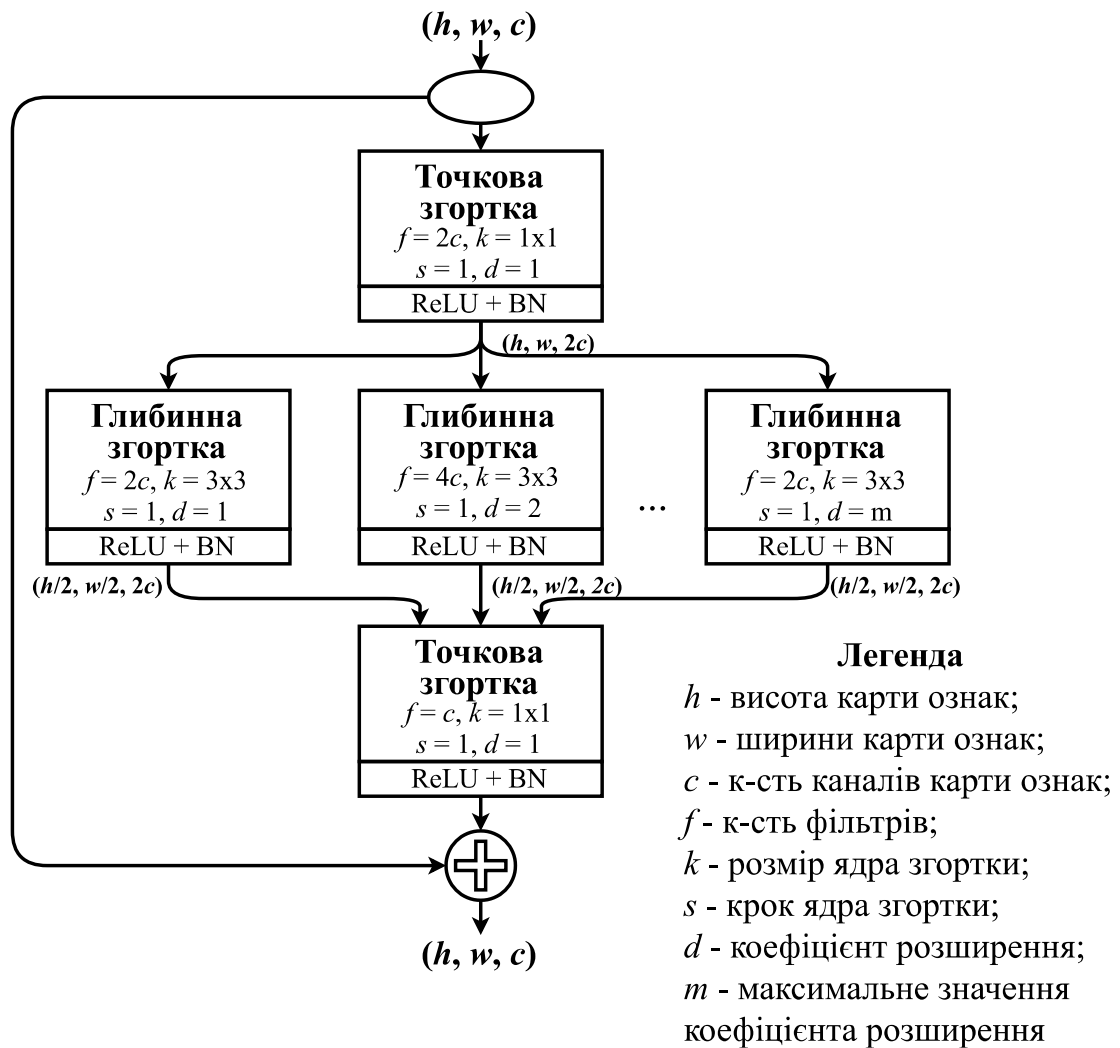 (h, w, c)
Точкова
згортка
f = 2c, k = 1x1
s = 1, d = 1
ReLU + BN
(h, w, 2c)
Глибинна
згортка
f = 2c, k = 3x3
s = 1, d = 1
ReLU + BN
(h/2, w/2, 2c)
Глибинна
згортка
f = 4c, k = 3x3
s = 1, d = 2
ReLU + BN
(h/2, w/2, 2c)
...
Глибинна
згортка
f = 2c, k = 3x3
s = 1, d = m
ReLU + BN
(h/2, w/2, 2c)
Точкова
згортка
f = c, k = 1x1
s = 1, d = 1
ReLU + BN
(h, w, c)
Легенда
h - висота карти ознак;
w - ширини карти ознак;
c - к-сть каналів карти ознак;
f - к-сть фільтрів;
k - розмір ядра згортки;
s - крок ядра згортки;
d - коефіцієнт розширення;
m - максимальне значення
коефіцієнта розширення